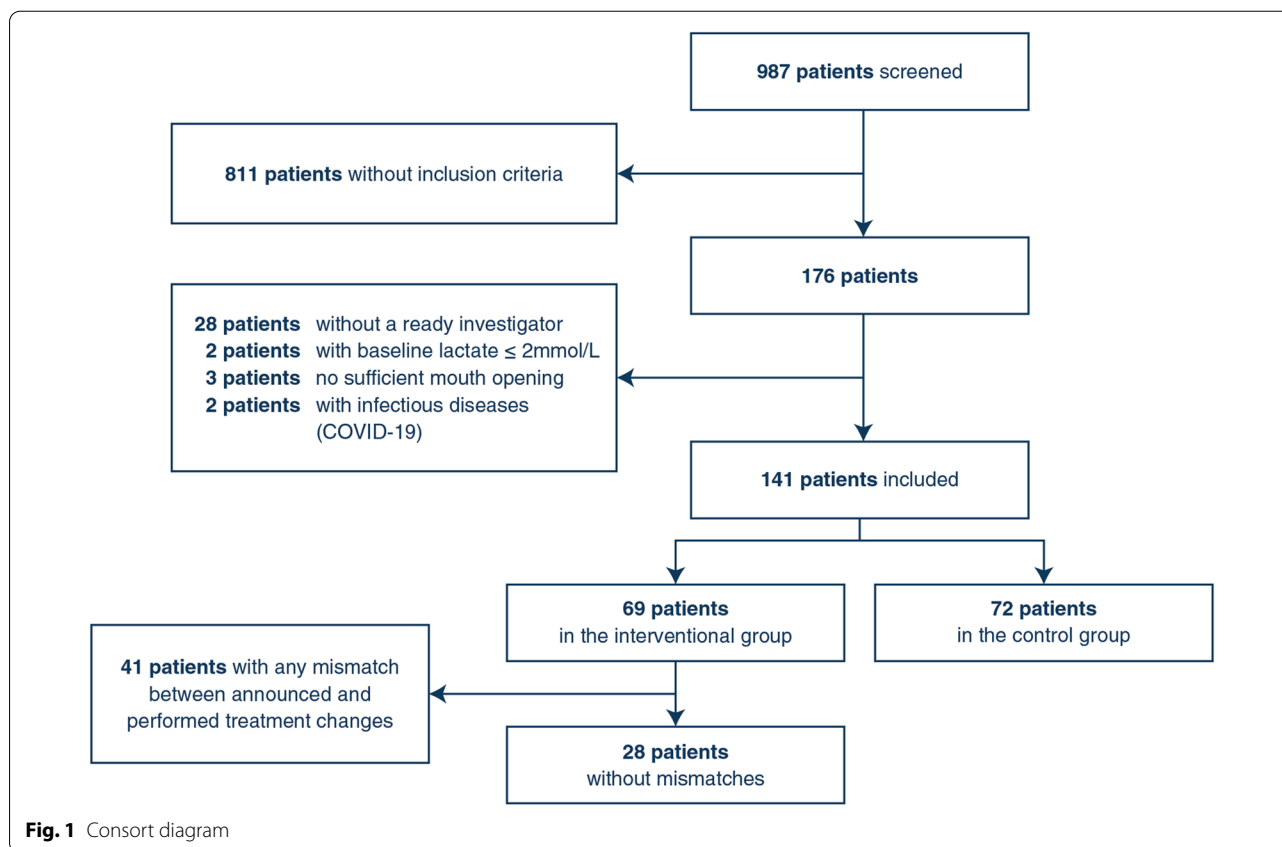 987 patients screened
811 patients without inclusion criteria
176 patients
28 patients without a ready investigator
2 patients with baseline lactate ≤ 2mmol/L
3 patients no sufficient mouth opening
2 patients with infectious diseases
(COVID-19)
141 patients included
69 patients
in the interventional group
72 patients
in the control group
41 patients with any mismatch
between announced and
performed treatment changes
28 patients
without mismatches
Fig. 1 Consort diagram